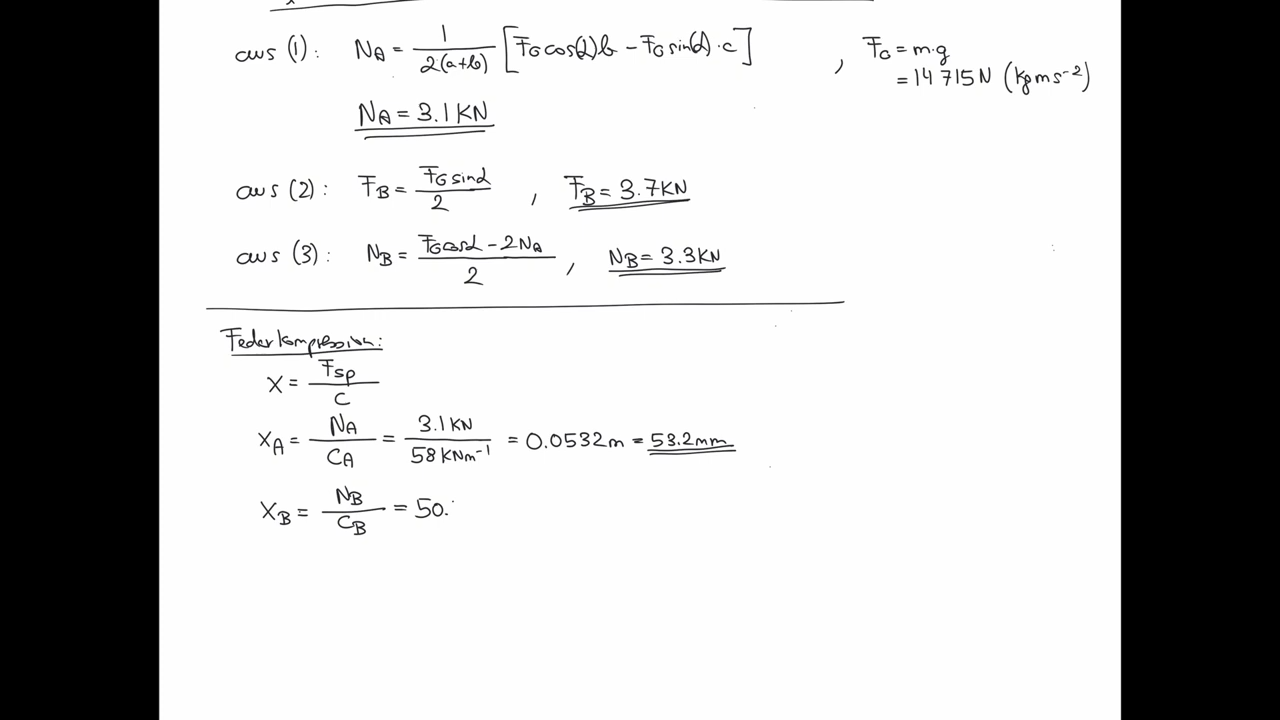 aus (1): N_A = 1/(2(a+b)) [F_G cos(α)b - F_G sin(α)·c] , F_G = m·g
= 14 715 N (kg m s⁻²)
N_A = 3.1 KN
aus (2): F_B = F_G sinα/2 , F_B = 3.7 KN
aus (3): N_B = (F_G cosα - 2N_A)/2 , N_B = 3.3 KN
Federkompression:
x = F_sp/C
x_A = N_A/C_A = 3.1 KN/58 KNm⁻¹ = 0.0532 m = 53.2 mm
x_B = N_B/C_B = 50.